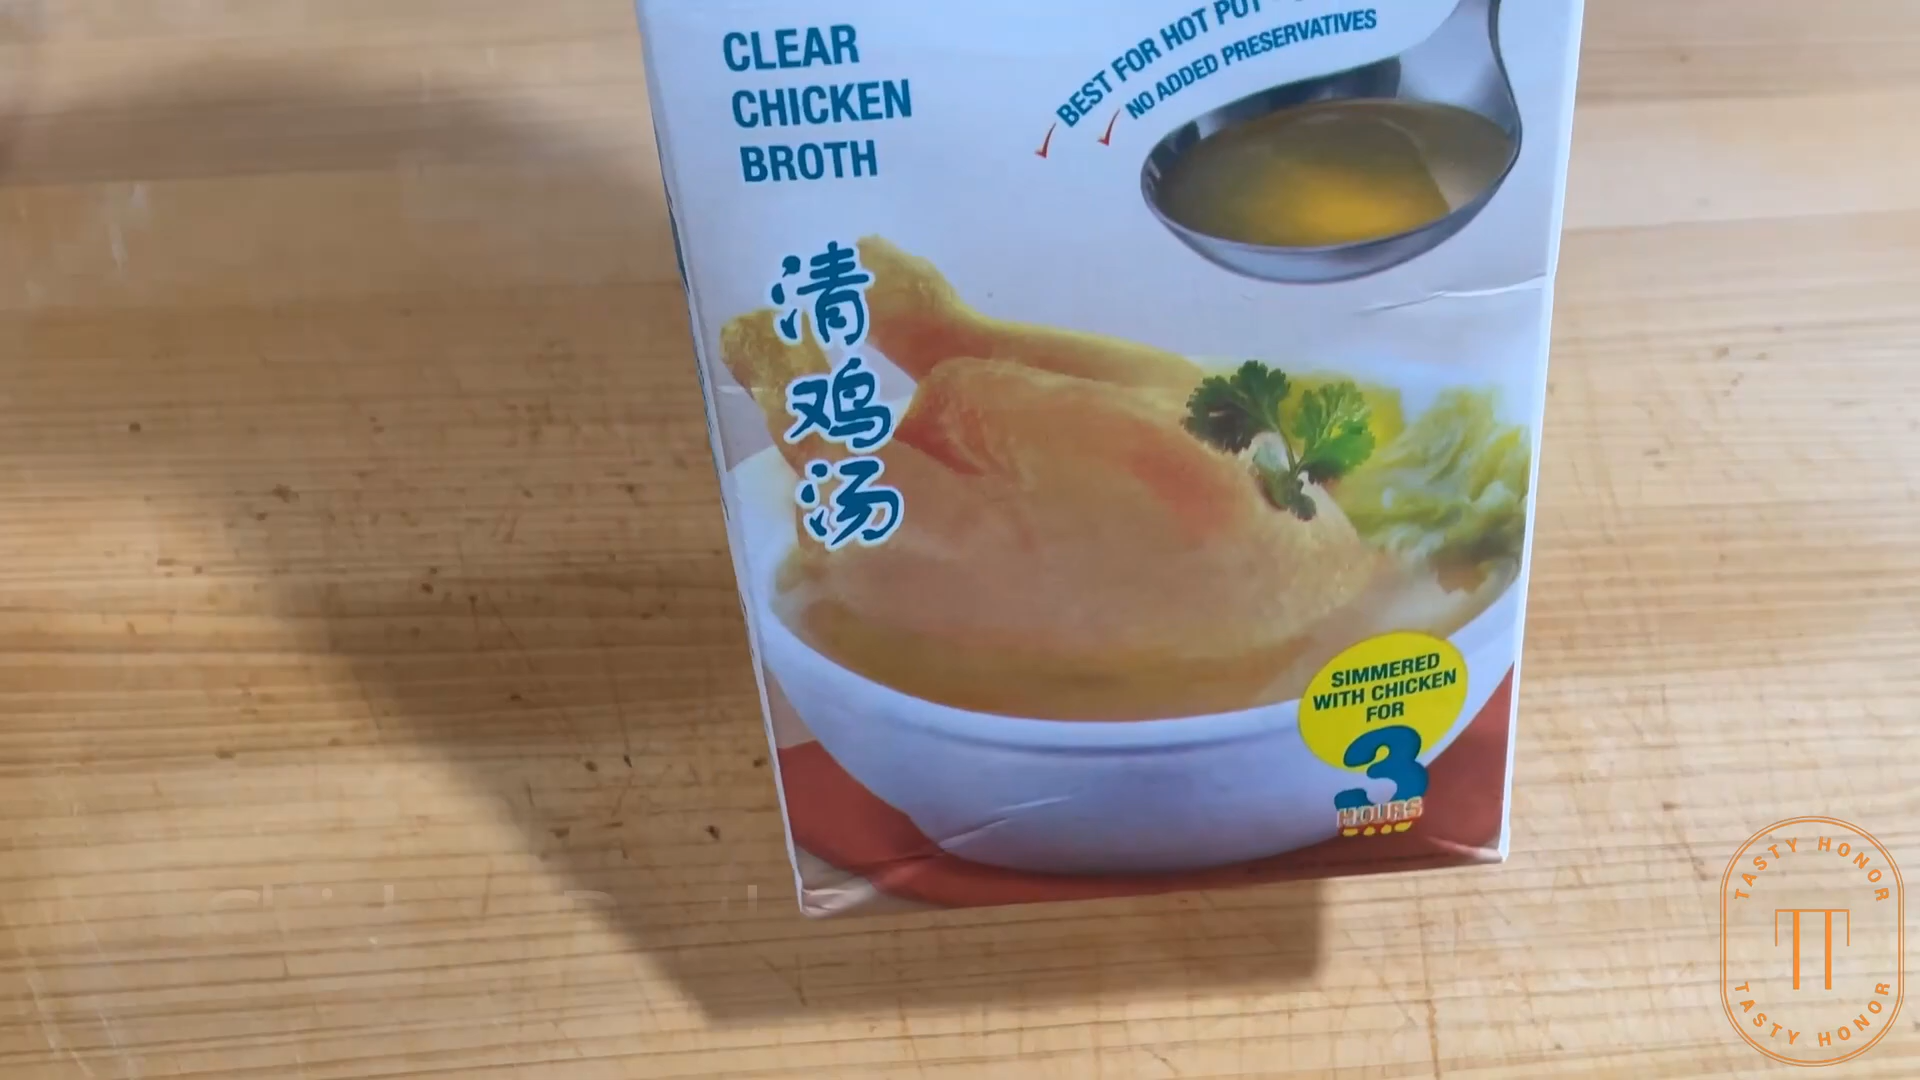 CLEAR
CHICKEN
BROTH
BEST FOR HOT POT
NO ADDED PRESERVATIVES
清鸡汤
SIMMERED
WITH CHICKEN
FOR
3
HOURS
TASTY HONOR
TT
TASTY HONOR